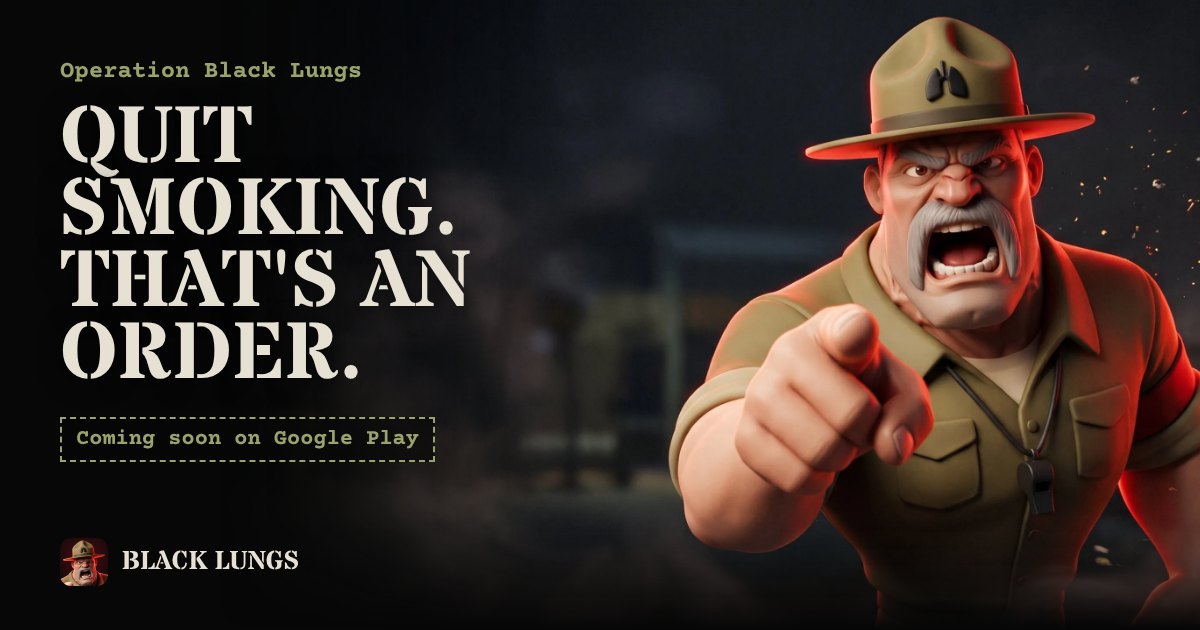 Operation Black Lungs
QUIT
SMOKING.
THAT'S AN
ORDER.
Coming soon on Google Play
BLACK LUNGS